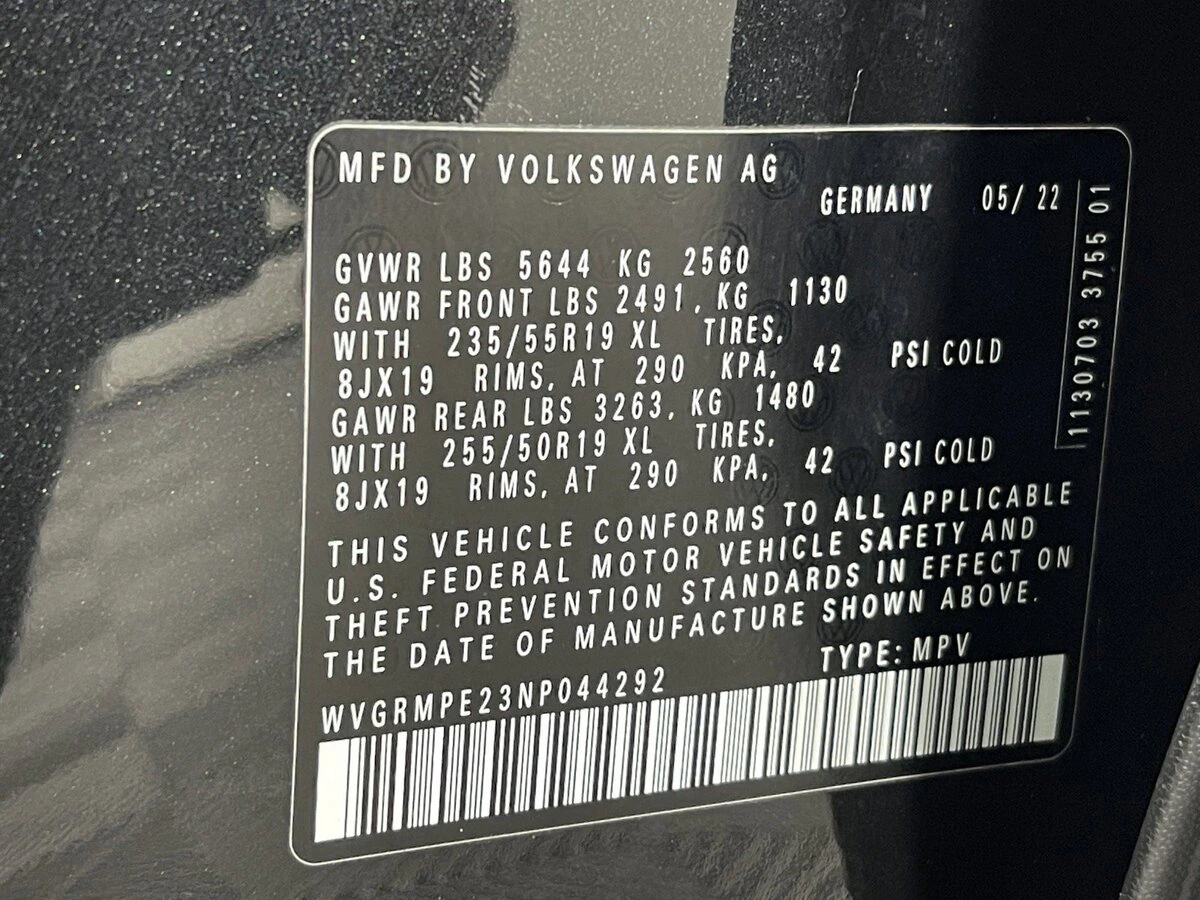 MFD BY VOLKSWAGEN AG
GERMANY 05/ 22
GVWR LBS 5644 KG 2560
GAWR FRONT LBS 2491, KG 1130
WITH 235/55R19 XL TIRES,
8JX19 RIMS, AT 290 KPA, 42 PSI COLD
GAWR REAR LBS 3263, KG 1480
WITH 255/50R19 XL TIRES,
8JX19 RIMS, AT 290 KPA, 42 PSI COLD
THIS VEHICLE CONFORMS TO ALL APPLICABLE
U.S. FEDERAL MOTOR VEHICLE SAFETY AND
THEFT PREVENTION STANDARDS IN EFFECT ON
THE DATE OF MANUFACTURE SHOWN ABOVE.
WVGRMPE23NP044292 TYPE: MPV
1130703 3755 01